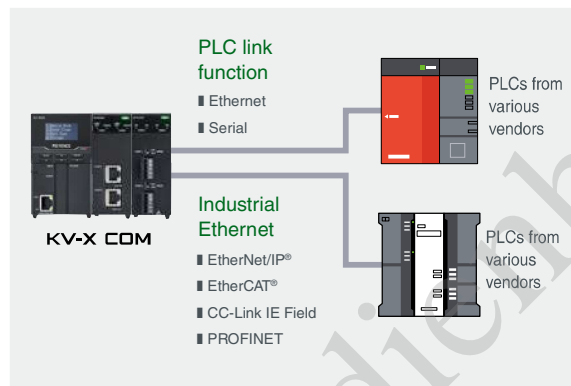 PLC link
function
Ethernet
Serial
PLCs from
various
vendors
KEYENCE
KV-X COM
Industrial
Ethernet
EtherNet/IP®
EtherCAT®
CC-Link IE Field
PROFINET
PLCs from
various
vendors